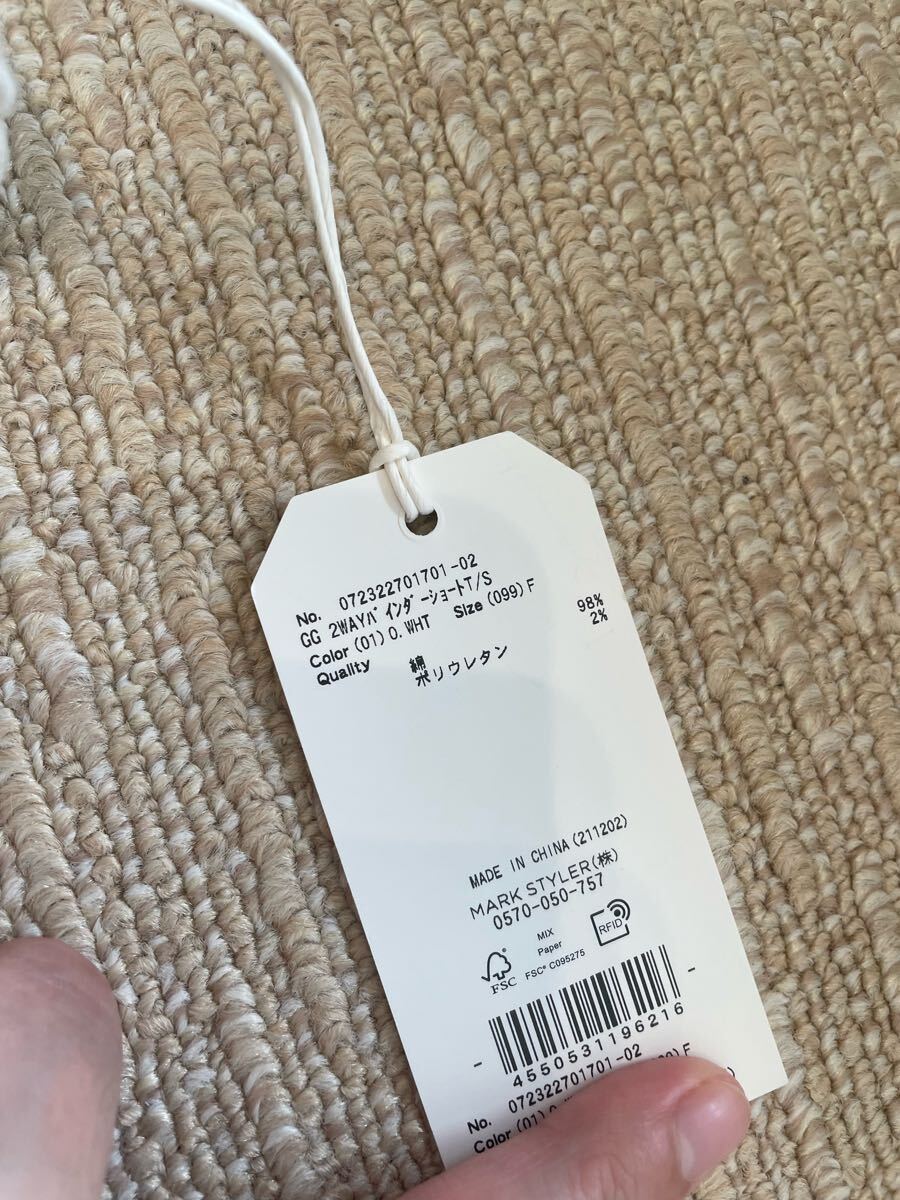 No. 072322701701-02
GG 2WAYバインダーショートT/S
Color (01) O. WHT Size (099) F
Quality 綿 98%
ポリウレタン 2%
MADE IN CHINA (211202)
MARK STYLER(株)
0570-050-757
FSC
MIX
Paper
FSC® C095275
RFID
4550531196216
No. 072322701701-02
Color (01) F